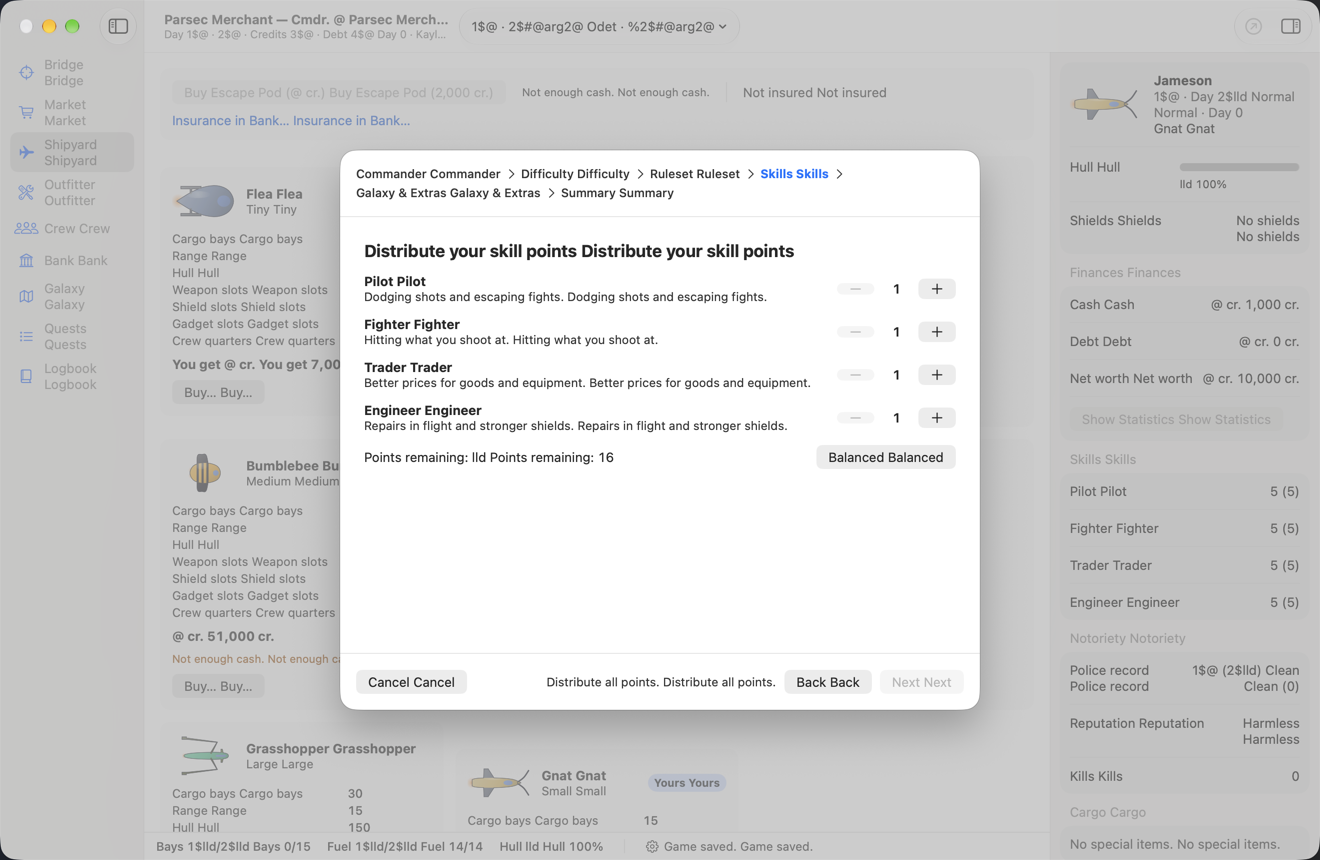 Parsec Merchant — Cmdr. @ Parsec Merch...
Day 1$@ · 2$@ · Credits 3$@ · Debt 4$@ Day 0 · Kayl...
1$@ · 2$#@arg2@ Odet · %2$#@arg2@
Bridge
Bridge
Market
Market
Shipyard
Shipyard
Outfitter
Outfitter
Crew Crew
Bank Bank
Galaxy
Galaxy
Quests
Quests
Logbook
Logbook
Buy Escape Pod (@ cr.) Buy Escape Pod (2,000 cr.)
Not enough cash. Not enough cash.
Not insured Not insured
Insurance in Bank... Insurance in Bank...
Flea Flea
Tiny Tiny
Cargo bays Cargo bays
Range Range
Hull Hull
Weapon slots Weapon slots
Shield slots Shield slots
Gadget slots Gadget slots
Crew quarters Crew quarters
You get @ cr. You get 7,00
Buy... Buy...
Bumblebee Bu
Medium Medium
Cargo bays Cargo bays
Range Range
Hull Hull
Weapon slots Weapon slots
Shield slots Shield slots
Gadget slots Gadget slots
Crew quarters Crew quarters
@ cr. 51,000 cr.
Not enough cash. Not enough ca
Buy... Buy...
Grasshopper Grasshopper
Large Large
Cargo bays Cargo bays 30
Range Range 15
Hull Hull 150
Gnat Gnat
Small Small
Yours Yours
Cargo bays Cargo bays 15
Commander Commander > Difficulty Difficulty > Ruleset Ruleset > Skills Skills >
Galaxy & Extras Galaxy & Extras > Summary Summary
Distribute your skill points Distribute your skill points
Pilot Pilot
Dodging shots and escaping fights. Dodging shots and escaping fights.
— 1 +
Fighter Fighter
Hitting what you shoot at. Hitting what you shoot at.
— 1 +
Trader Trader
Better prices for goods and equipment. Better prices for goods and equipment.
— 1 +
Engineer Engineer
Repairs in flight and stronger shields. Repairs in flight and stronger shields.
— 1 +
Points remaining: lld Points remaining: 16
Balanced Balanced
Cancel Cancel
Distribute all points. Distribute all points.
Back Back
Next Next
Jameson
1$@ · Day 2$lld Normal
Normal · Day 0
Gnat Gnat
Hull Hull
lld 100%
Shields Shields No shields
No shields
Finances Finances
Cash Cash @ cr. 1,000 cr.
Debt Debt @ cr. 0 cr.
Net worth Net worth @ cr. 10,000 cr.
Show Statistics Show Statistics
Skills Skills
Pilot Pilot 5 (5)
Fighter Fighter 5 (5)
Trader Trader 5 (5)
Engineer Engineer 5 (5)
Notoriety Notoriety
Police record 1$@ (2$lld) Clean
Police record Clean (0)
Reputation Reputation Harmless
Harmless
Kills Kills 0
Cargo Cargo
No special items. No special items.
Bays 1$lld/2$lld Bays 0/15
Fuel 1$lld/2$lld Fuel 14/14
Hull lld Hull 100%
Game saved. Game saved.